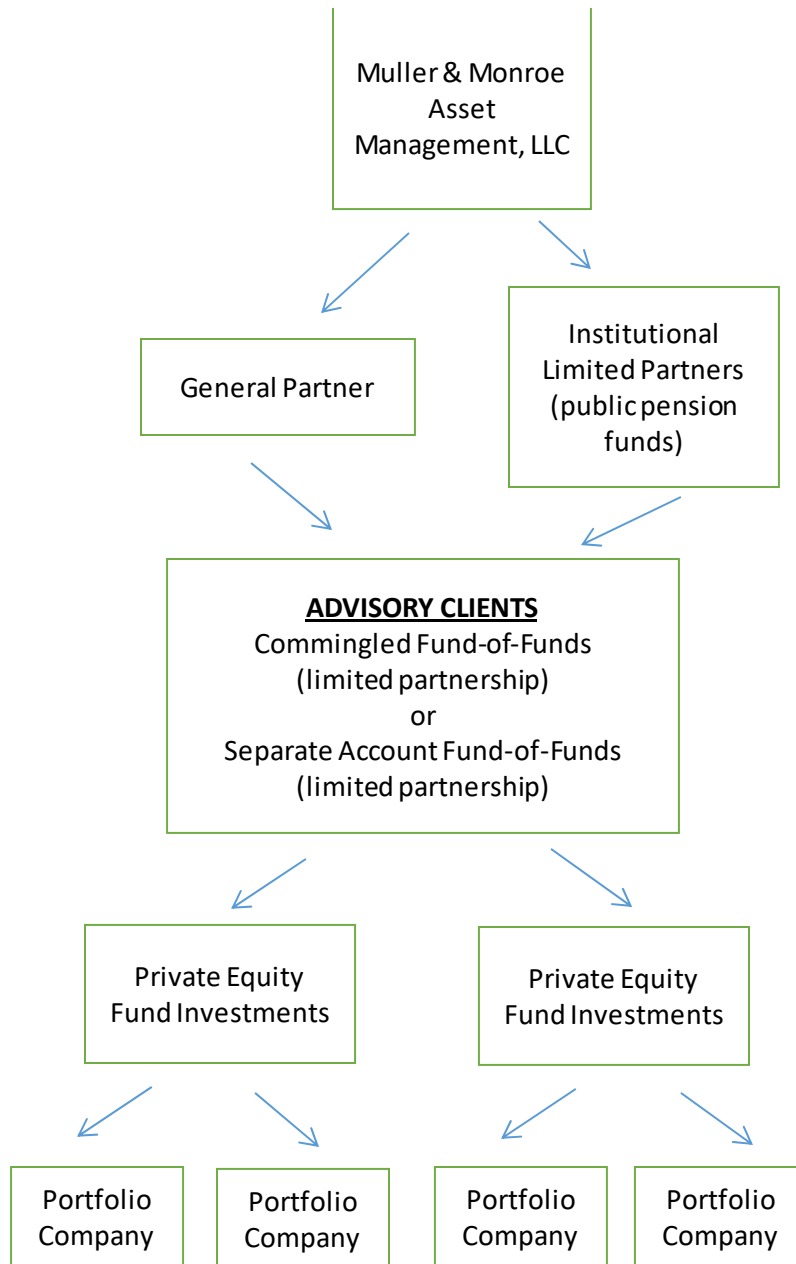 Muller & Monroe
Asset
Management, LLC
General Partner
Institutional
Limited Partners
(public pension
funds)
ADVISORY CLIENTS
Commingled Fund-of-Funds
(limited partnership)
or
Separate Account Fund-of-Funds
(limited partnership)
Private Equity
Fund Investments
Private Equity
Fund Investments
Portfolio
Company
Portfolio
Company
Portfolio
Company
Portfolio
Company